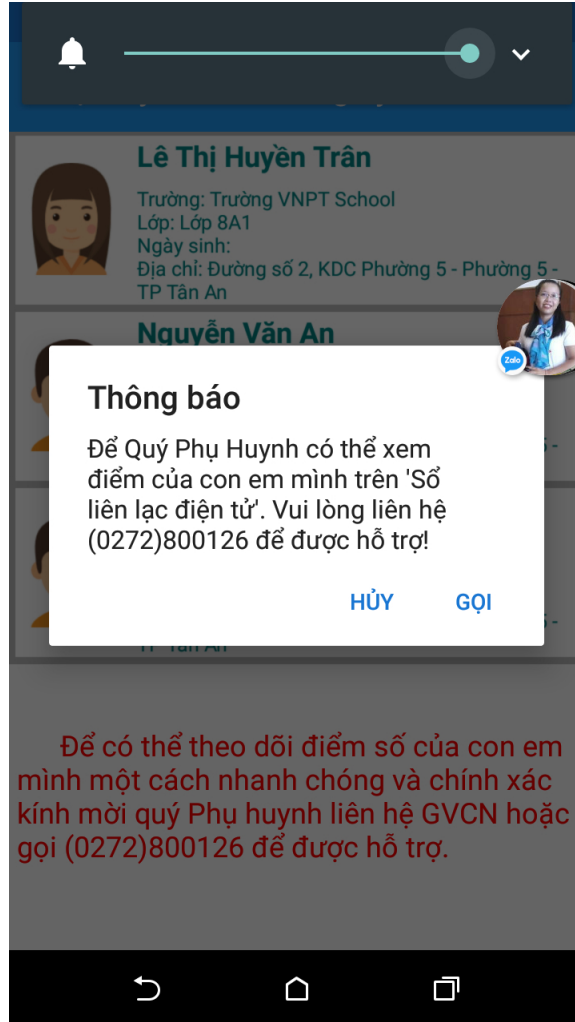 Lê Thị Huyền Trân
Trường: Trường VNPT School
Lớp: Lớp 8A1
Ngày sinh:
Địa chỉ: Đường số 2, KDC Phường 5 - Phường 5 -
TP Tân An
Nguyễn Văn An
Zalo
Thông báo
Để Quý Phụ Huynh có thể xem
điểm của con em mình trên 'Sổ
liên lạc điện tử'. Vui lòng liên hệ
(0272)800126 để được hỗ trợ!
HỦY
GỌI
5 -
5 -
TP Tân An
Để có thể theo dõi điểm số của con em
mình một cách nhanh chóng và chính xác
kính mời quý Phụ huynh liên hệ GVCN hoặc
gọi (0272)800126 để được hỗ trợ.